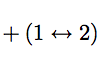 + (1 ↔ 2)